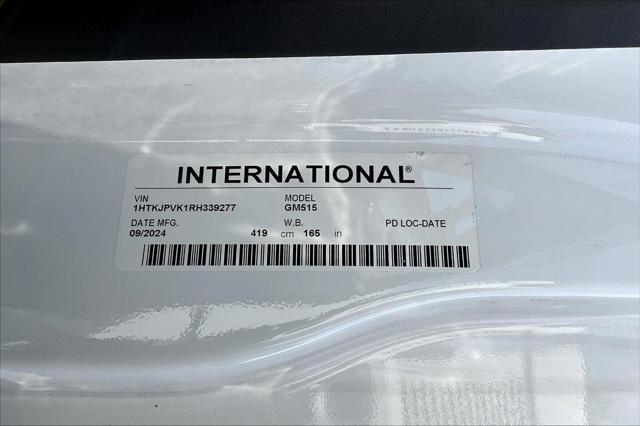 INTERNATIONAL®
VIN MODEL
1HTKJPVK1RH339277 GM515
DATE MFG. W.B. PD LOC-DATE
09/2024 419 cm 165 in